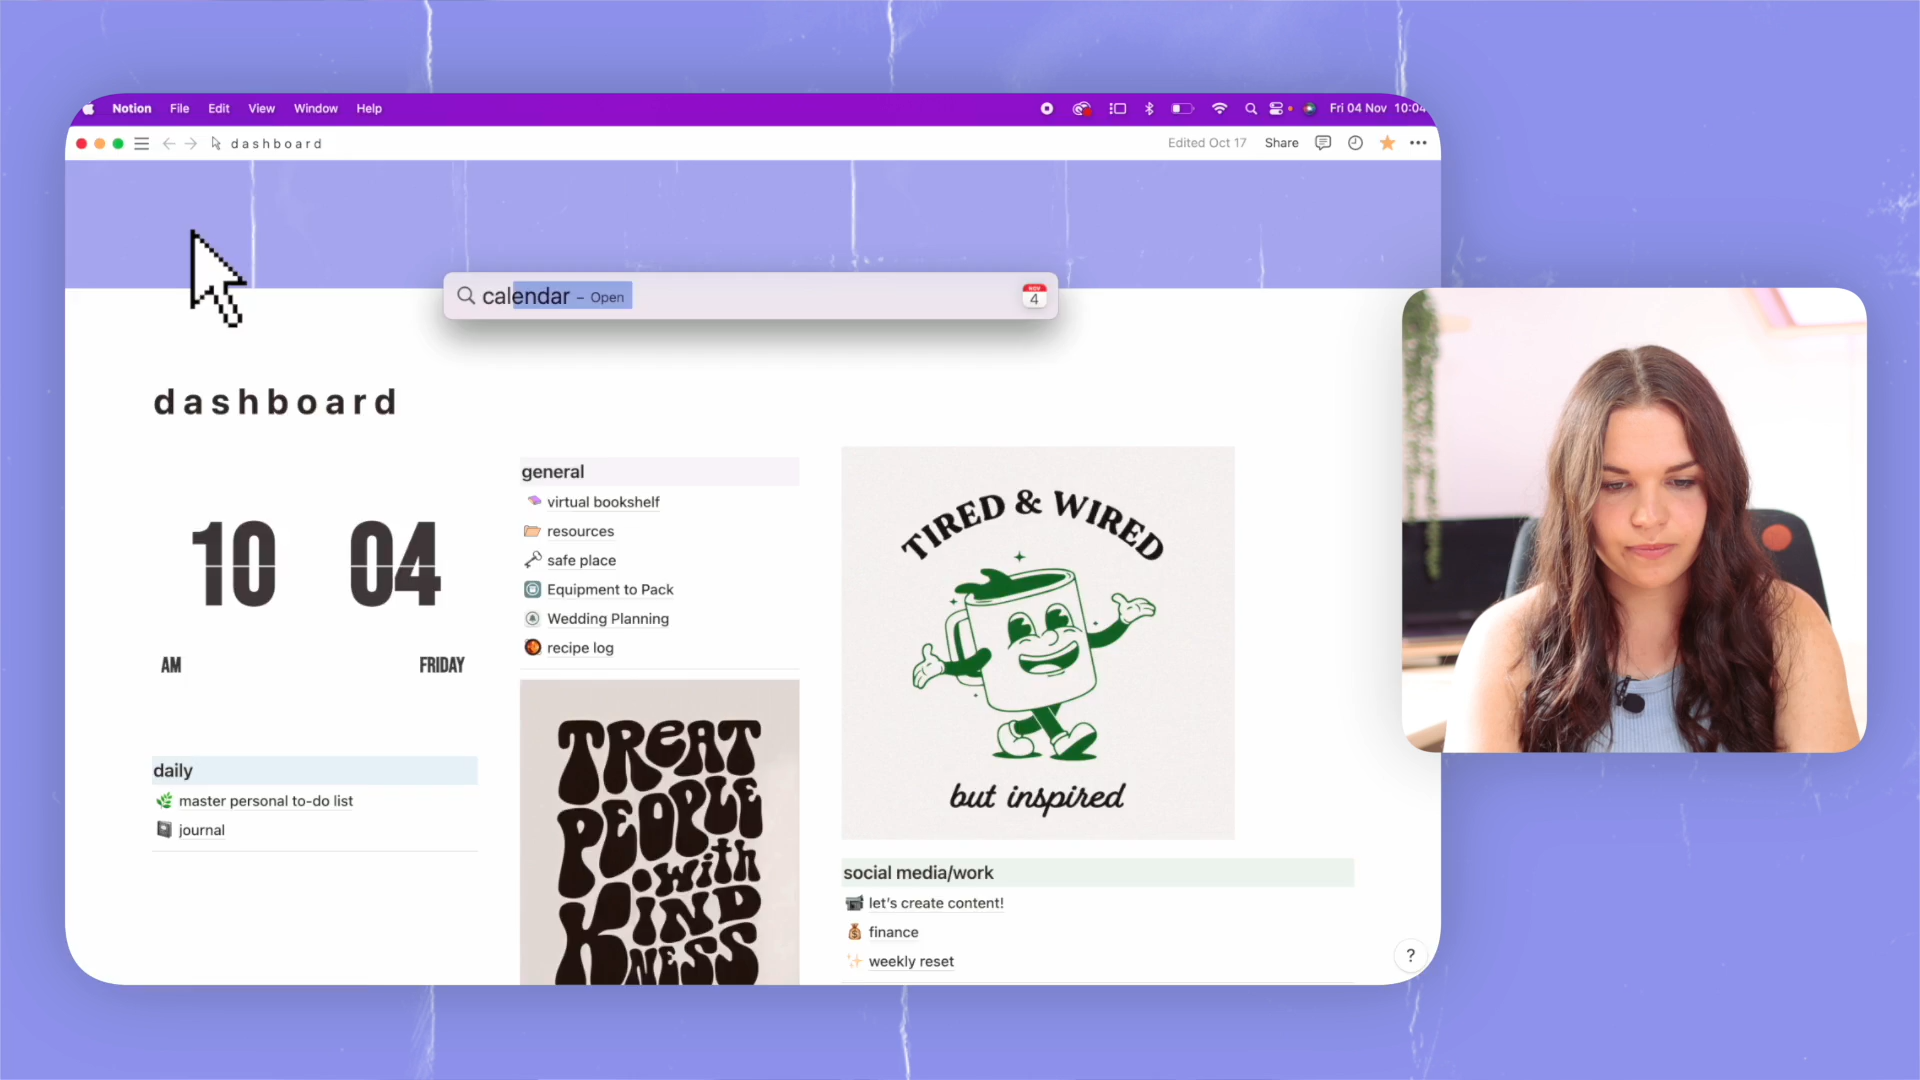 Notion File Edit View Window Help Fri 04 Nov 10:04
dashboard Edited Oct 17 Share
calendar – Open
NOV
4
dashboard
10 04
AM FRIDAY
daily
master personal to-do list
journal
general
virtual bookshelf
resources
safe place
Equipment to Pack
Wedding Planning
recipe log
TREAT
PEOPLE
with
KIND
NESS
TIRED & WIRED
but inspired
social media/work
let's create content!
finance
weekly reset
?